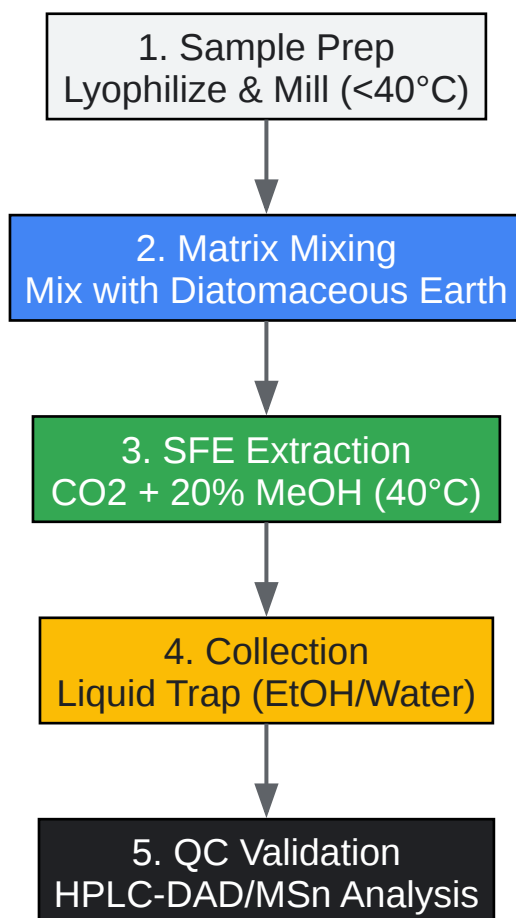 1. Sample Prep
Lyophilize & Mill (<40°C)
2. Matrix Mixing
Mix with Diatomaceous Earth
3. SFE Extraction
CO2 + 20% MeOH (40°C)
4. Collection
Liquid Trap (EtOH/Water)
5. QC Validation
HPLC-DAD/MSn Analysis